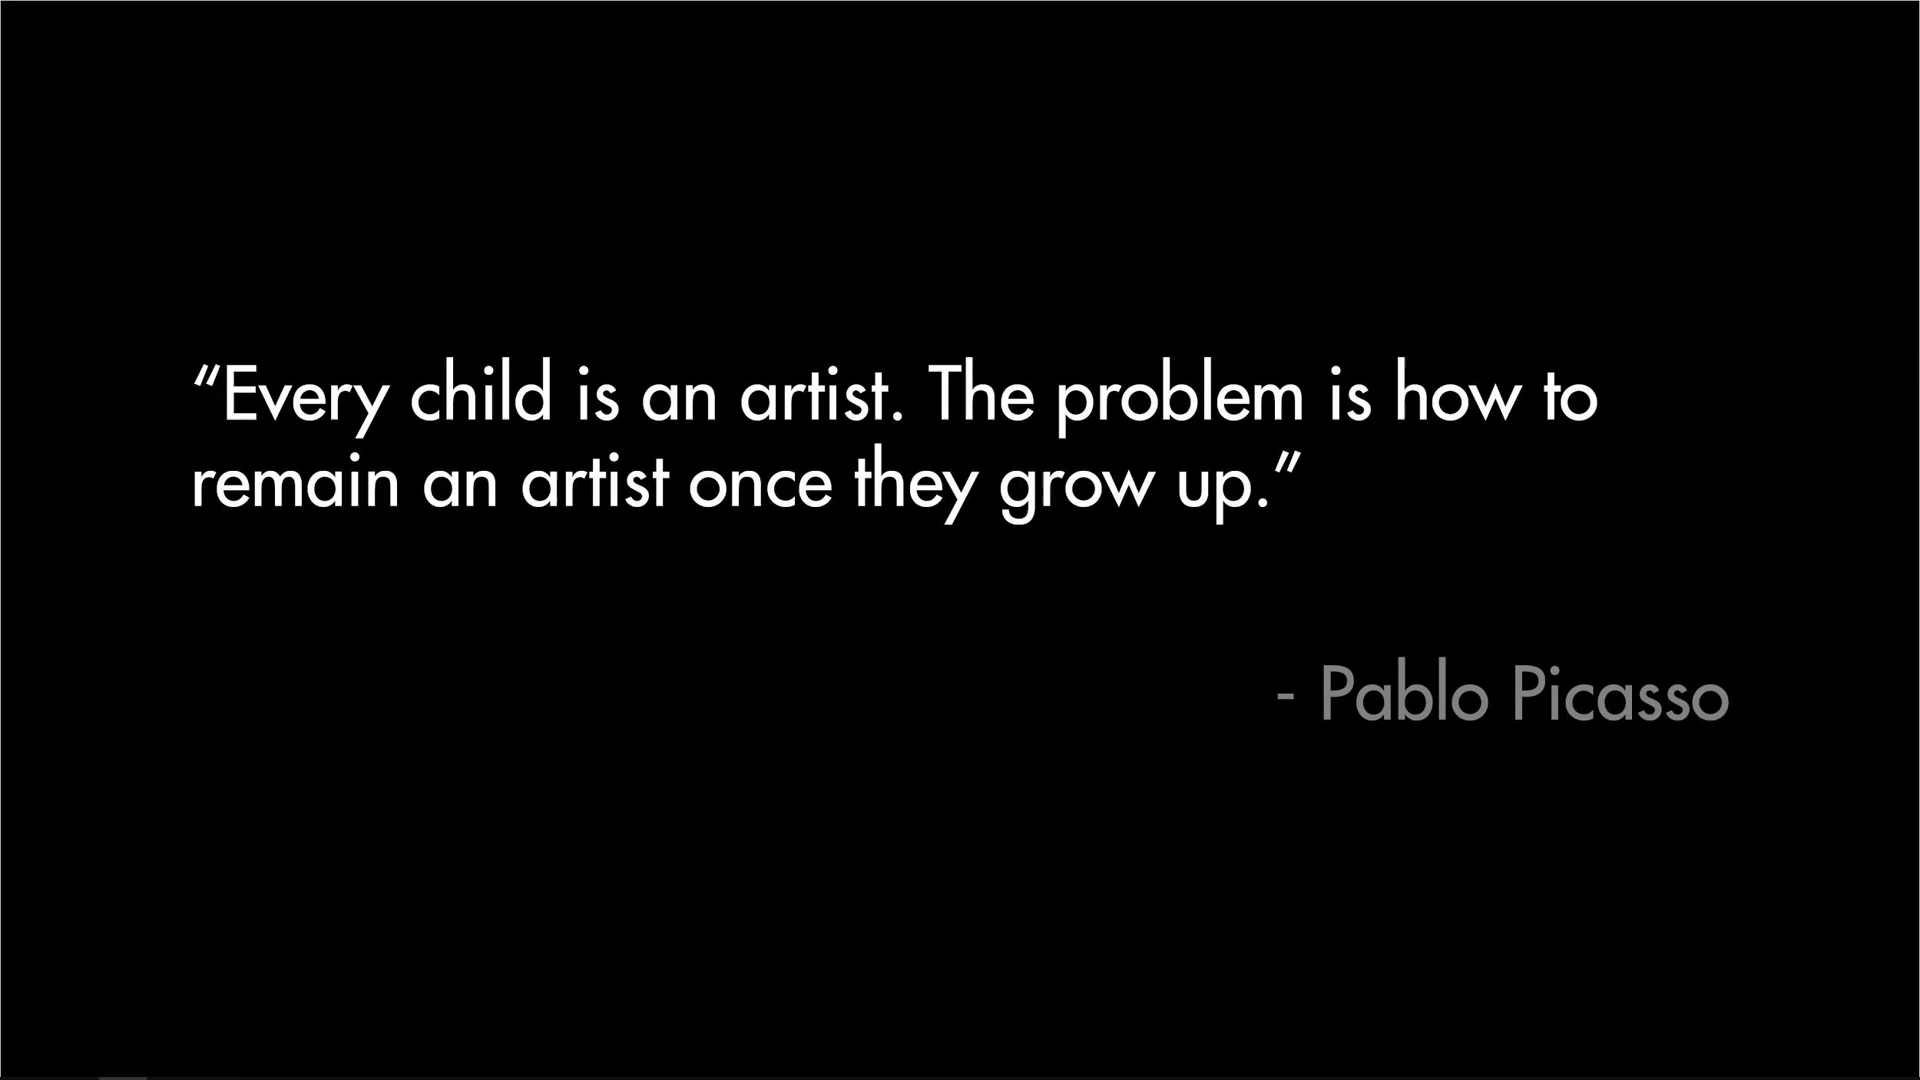 “Every child is an artist. The problem is how to
remain an artist once they grow up.”
- Pablo Picasso